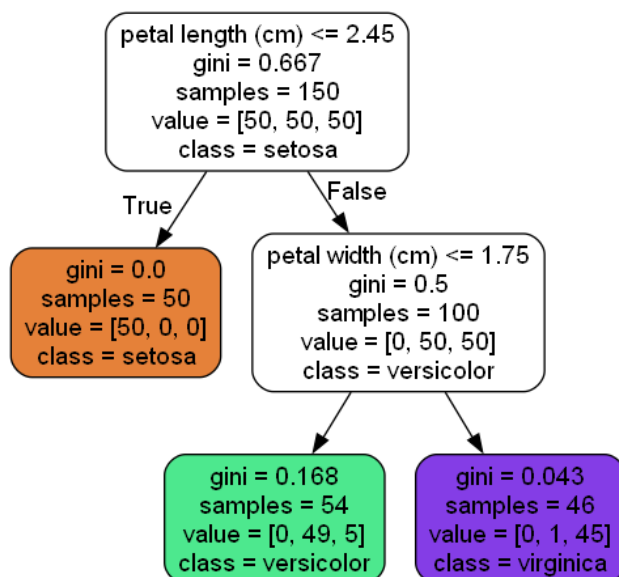 petal length (cm) <= 2.45
gini = 0.667
samples = 150
value = [50, 50, 50]
class = setosa
True
False
gini = 0.0
samples = 50
value = [50, 0, 0]
class = setosa
petal width (cm) <= 1.75
gini = 0.5
samples = 100
value = [0, 50, 50]
class = versicolor
gini = 0.168
samples = 54
value = [0, 49, 5]
class = versicolor
gini = 0.043
samples = 46
value = [0, 1, 45]
class = virginica